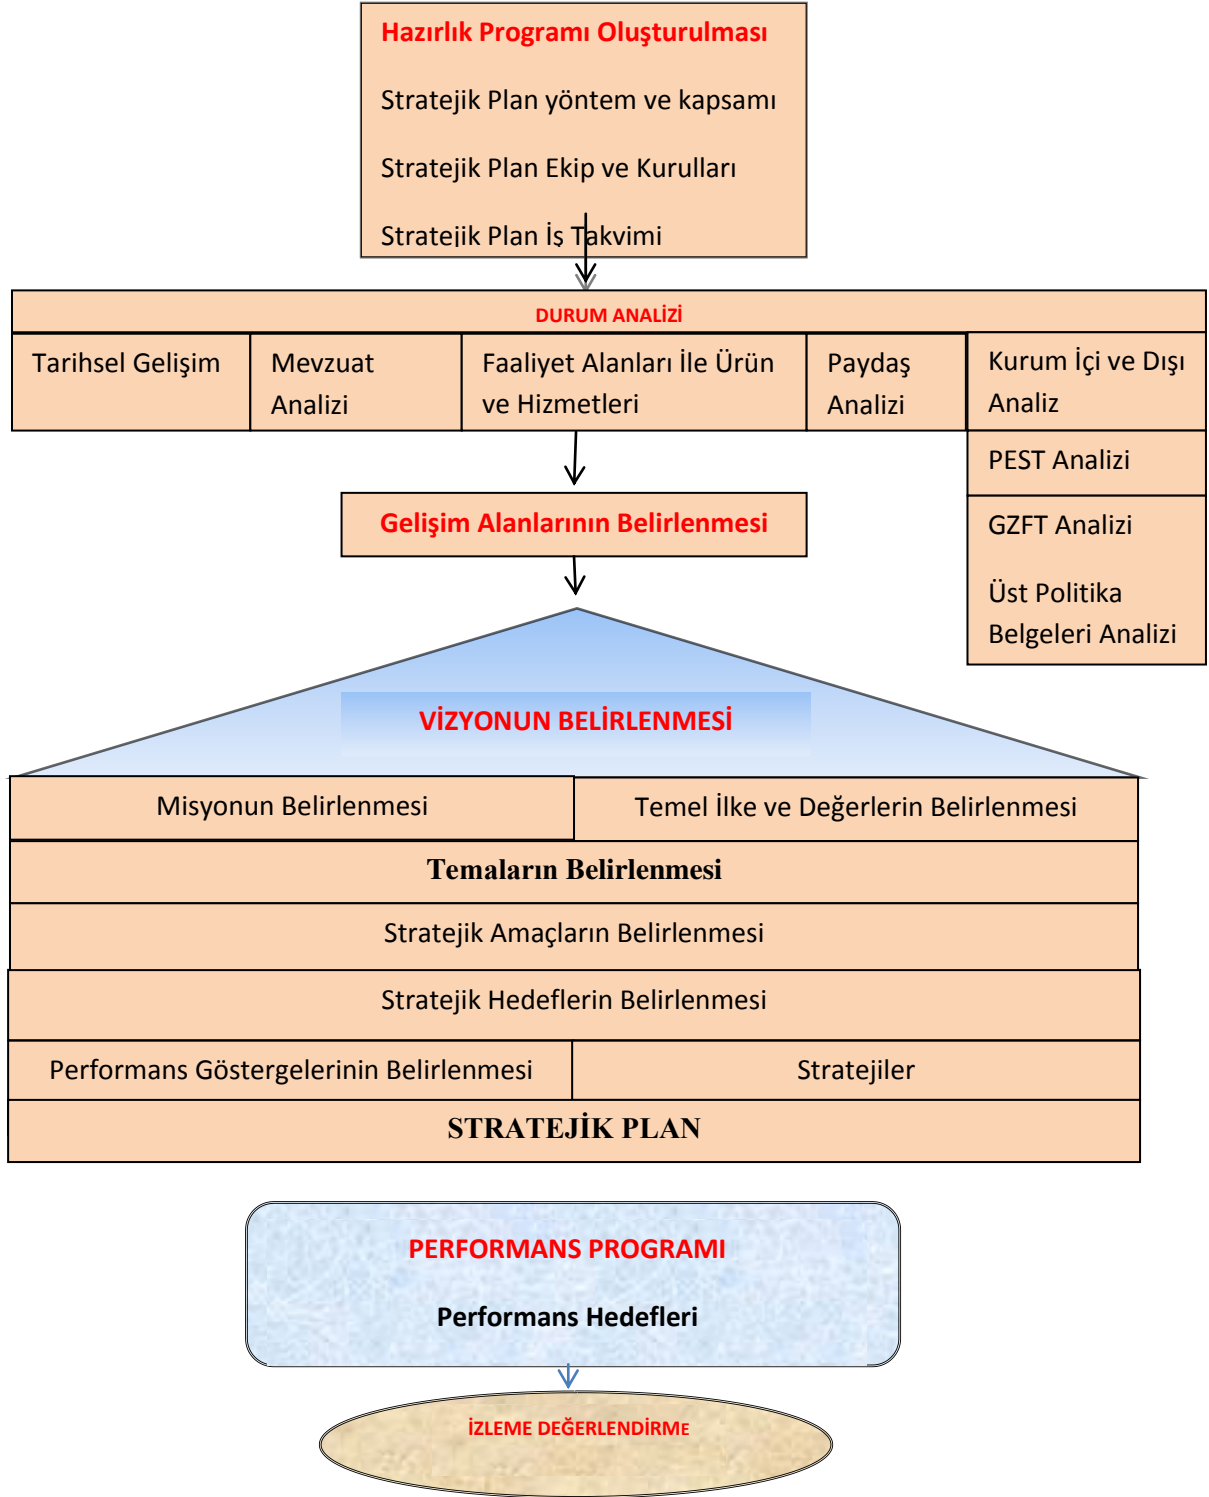 Hazırlık Programı Oluşturulması
Stratejik Plan yöntem ve kapsamı
Stratejik Plan Ekip ve Kurulları
Stratejik Plan İş Takvimi
DURUM ANALİZİ
Tarihsel Gelişim
Mevzuat
Analizi
Faaliyet Alanları İle Ürün
ve Hizmetleri
Paydaş
Analizi
Kurum İçi ve Dışı
Analiz
PEST Analizi
GZFT Analizi
Üst Politika
Belgeleri Analizi
Gelişim Alanlarının Belirlenmesi
VİZYONUN BELİRLENMESİ
Misyonun Belirlenmesi
Temel İlke ve Değerlerin Belirlenmesi
Temaların Belirlenmesi
Stratejik Amaçların Belirlenmesi
Stratejik Hedeflerin Belirlenmesi
Performans Göstergelerinin Belirlenmesi
Stratejiler
STRATEJİK PLAN
PERFORMANS PROGRAMI
Performans Hedefleri
İZLEME DEĞERLENDİRME